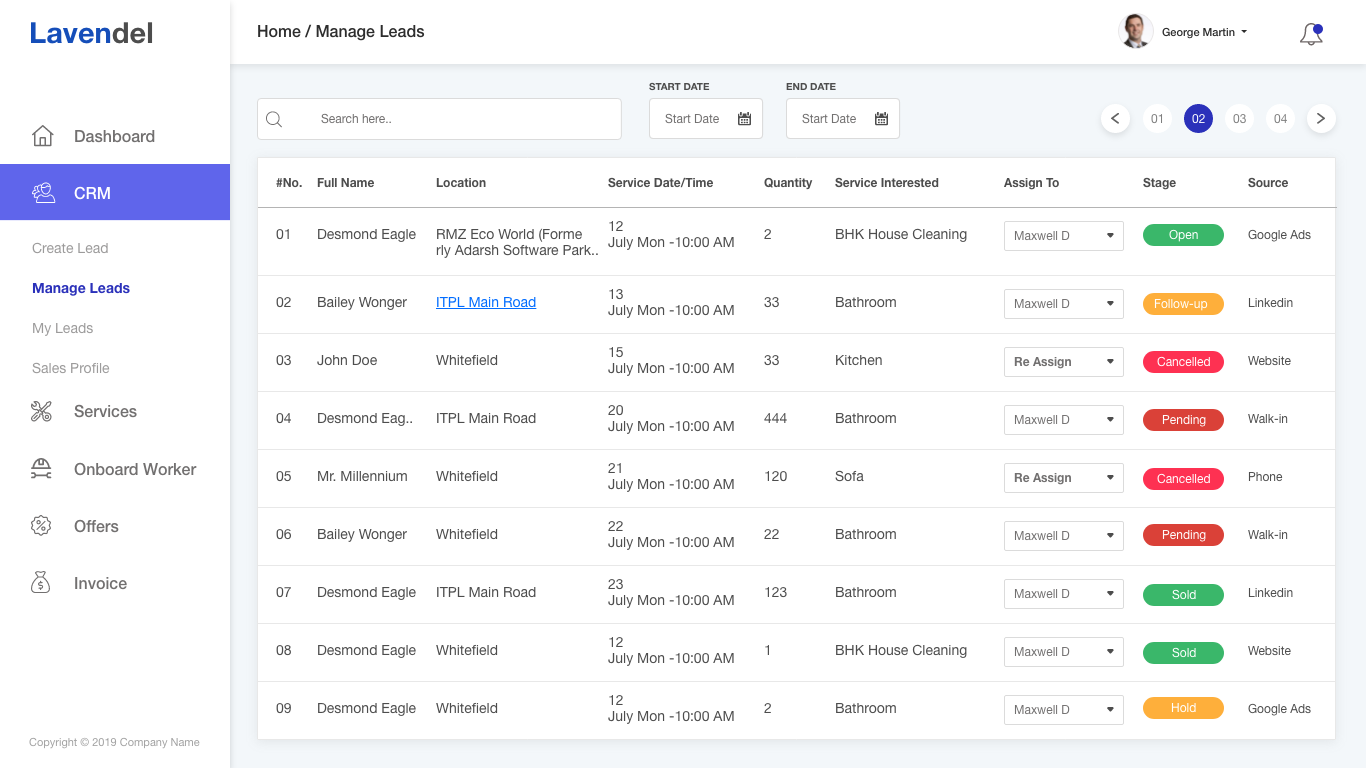 Lavendel
Home / Manage Leads
George Martin
Dashboard
CRM
Create Lead
Manage Leads
My Leads
Sales Profile
Services
Onboard Worker
Offers
Invoice
Copyright © 2019 Company Name
START DATE
END DATE
Search here..
Start Date
Start Date
01 02 03 04
#No. Full Name Location Service Date/Time Quantity Service Interested Assign To Stage Source
01 Desmond Eagle RMZ Eco World (Forme
rly Adarsh Software Park.. 12
July Mon -10:00 AM 2 BHK House Cleaning Maxwell D Open Google Ads
02 Bailey Wonger ITPL Main Road 13
July Mon -10:00 AM 33 Bathroom Maxwell D Follow-up Linkedin
03 John Doe Whitefield 15
July Mon -10:00 AM 33 Kitchen Re Assign Cancelled Website
04 Desmond Eag.. ITPL Main Road 20
July Mon -10:00 AM 444 Bathroom Maxwell D Pending Walk-in
05 Mr. Millennium Whitefield 21
July Mon -10:00 AM 120 Sofa Re Assign Cancelled Phone
06 Bailey Wonger Whitefield 22
July Mon -10:00 AM 22 Bathroom Maxwell D Pending Walk-in
07 Desmond Eagle ITPL Main Road 23
July Mon -10:00 AM 123 Bathroom Maxwell D Sold Linkedin
08 Desmond Eagle Whitefield 12
July Mon -10:00 AM 1 BHK House Cleaning Maxwell D Sold Website
09 Desmond Eagle Whitefield 12
July Mon -10:00 AM 2 Bathroom Maxwell D Hold Google Ads